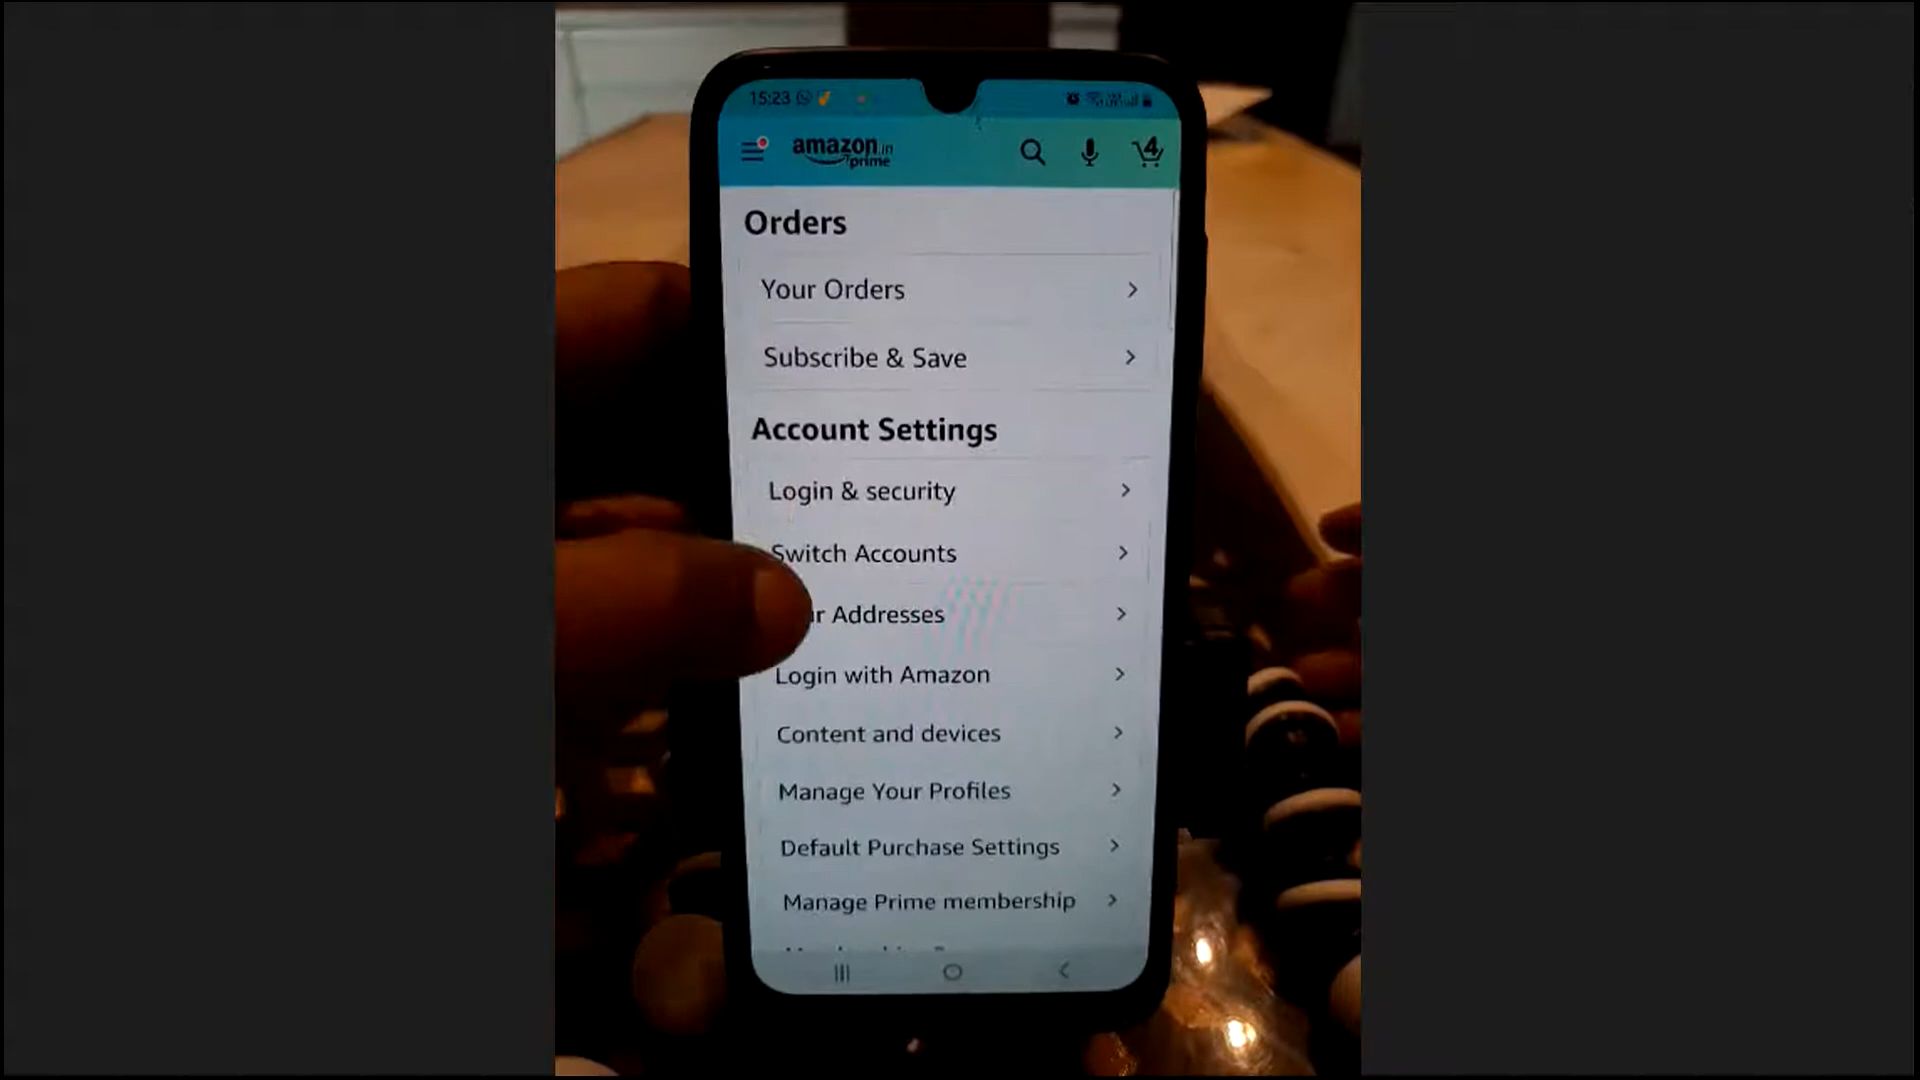 15:23
amazon.in
prime
4
Orders
Your Orders
Subscribe & Save
Account Settings
Login & security
Switch Accounts
Addresses
Login with Amazon
Content and devices
Manage Your Profiles
Default Purchase Settings
Manage Prime membership